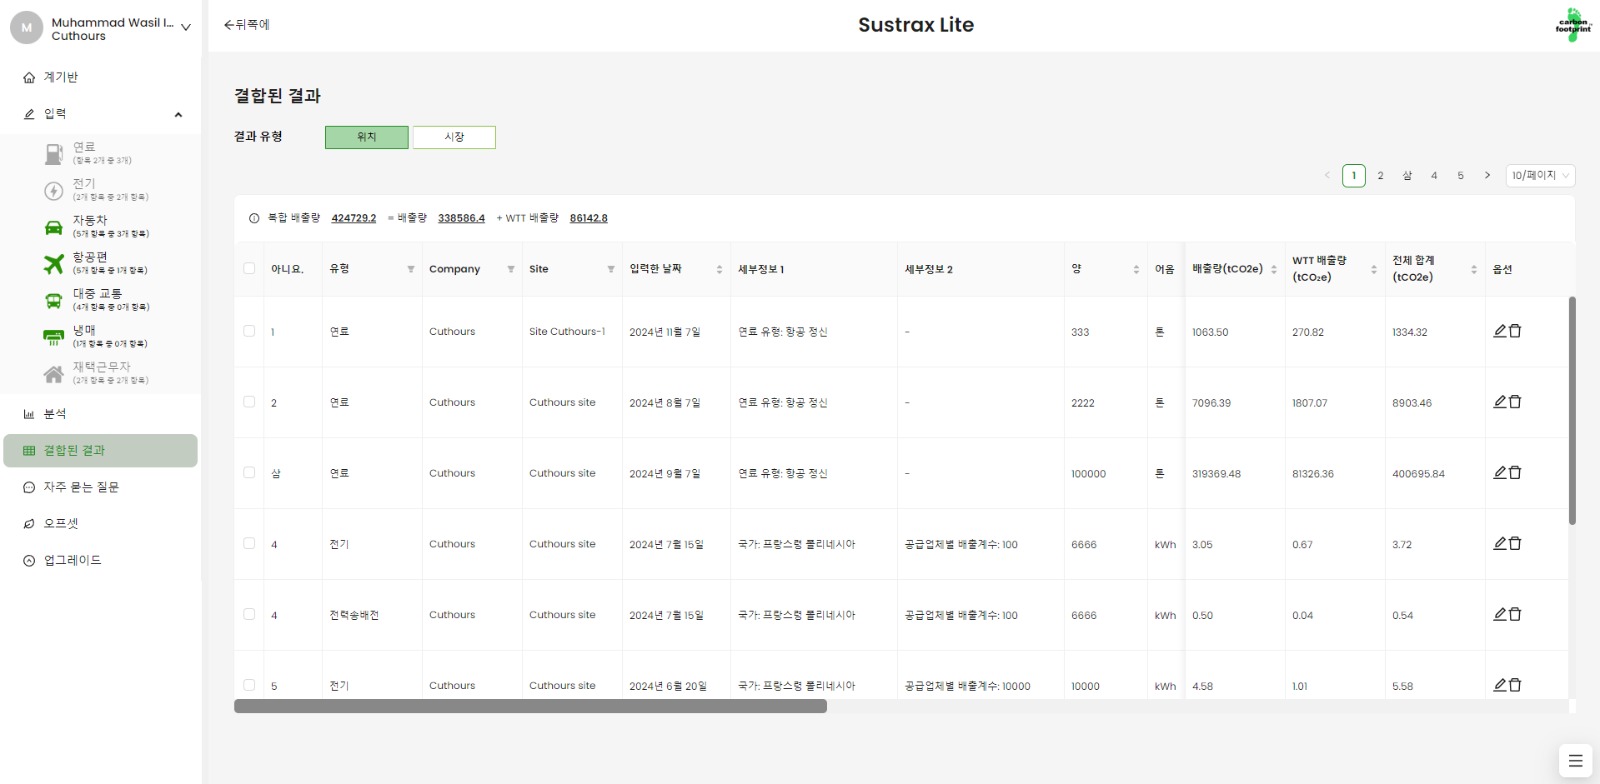 M
Muhammad Wasil I...
Cuthours
계기반
입력
연료
(항목 2개 중 3개)
전기
(2개 항목 중 2개 항목)
자동차
(5개 항목 중 3개 항목)
항공편
(5개 항목 중 1개 항목)
대중 교통
(4개 항목 중 0개 항목)
냉매
(1개 항목 중 0개 항목)
재택근무자
(2개 항목 중 2개 항목)
분석
결합된 결과
자주 묻는 질문
오프셋
업그레이드
←뒤쪽에
Sustrax Lite
carbon footprint
결합된 결과
결과 유형 위치 시장
< 1 2 삼 4 5 > 10/페이지
복합 배출량 424729.2 = 배출량 338586.4 + WTT 배출량 86142.8
아니요. 유형 Company Site 입력한 날짜 세부정보 1 세부정보 2 양 어음 배출량(tCO2e) WTT 배출량 (tCO₂e) 전체 합계 (tCO2e) 옵션
1 연료 Cuthours Site Cuthours-1 2024년 11월 7일 연료 유형: 항공 정신 - 333 톤 1063.50 270.82 1334.32
2 연료 Cuthours Cuthours site 2024년 8월 7일 연료 유형: 항공 정신 - 2222 톤 7096.39 1807.07 8903.46
삼 연료 Cuthours Cuthours site 2024년 9월 7일 연료 유형: 항공 정신 - 100000 톤 319369.48 81326.36 400695.84
4 전기 Cuthours Cuthours site 2024년 7월 15일 국가: 프랑스령 폴리네시아 공급업체별 배출계수: 100 6666 kWh 3.05 0.67 3.72
4 전력송배전 Cuthours Cuthours site 2024년 7월 15일 국가: 프랑스령 폴리네시아 공급업체별 배출계수: 100 6666 kWh 0.50 0.04 0.54
5 전기 Cuthours Cuthours site 2024년 6월 20일 국가: 프랑스령 폴리네시아 공급업체별 배출계수: 10000 10000 kWh 4.58 1.01 5.58